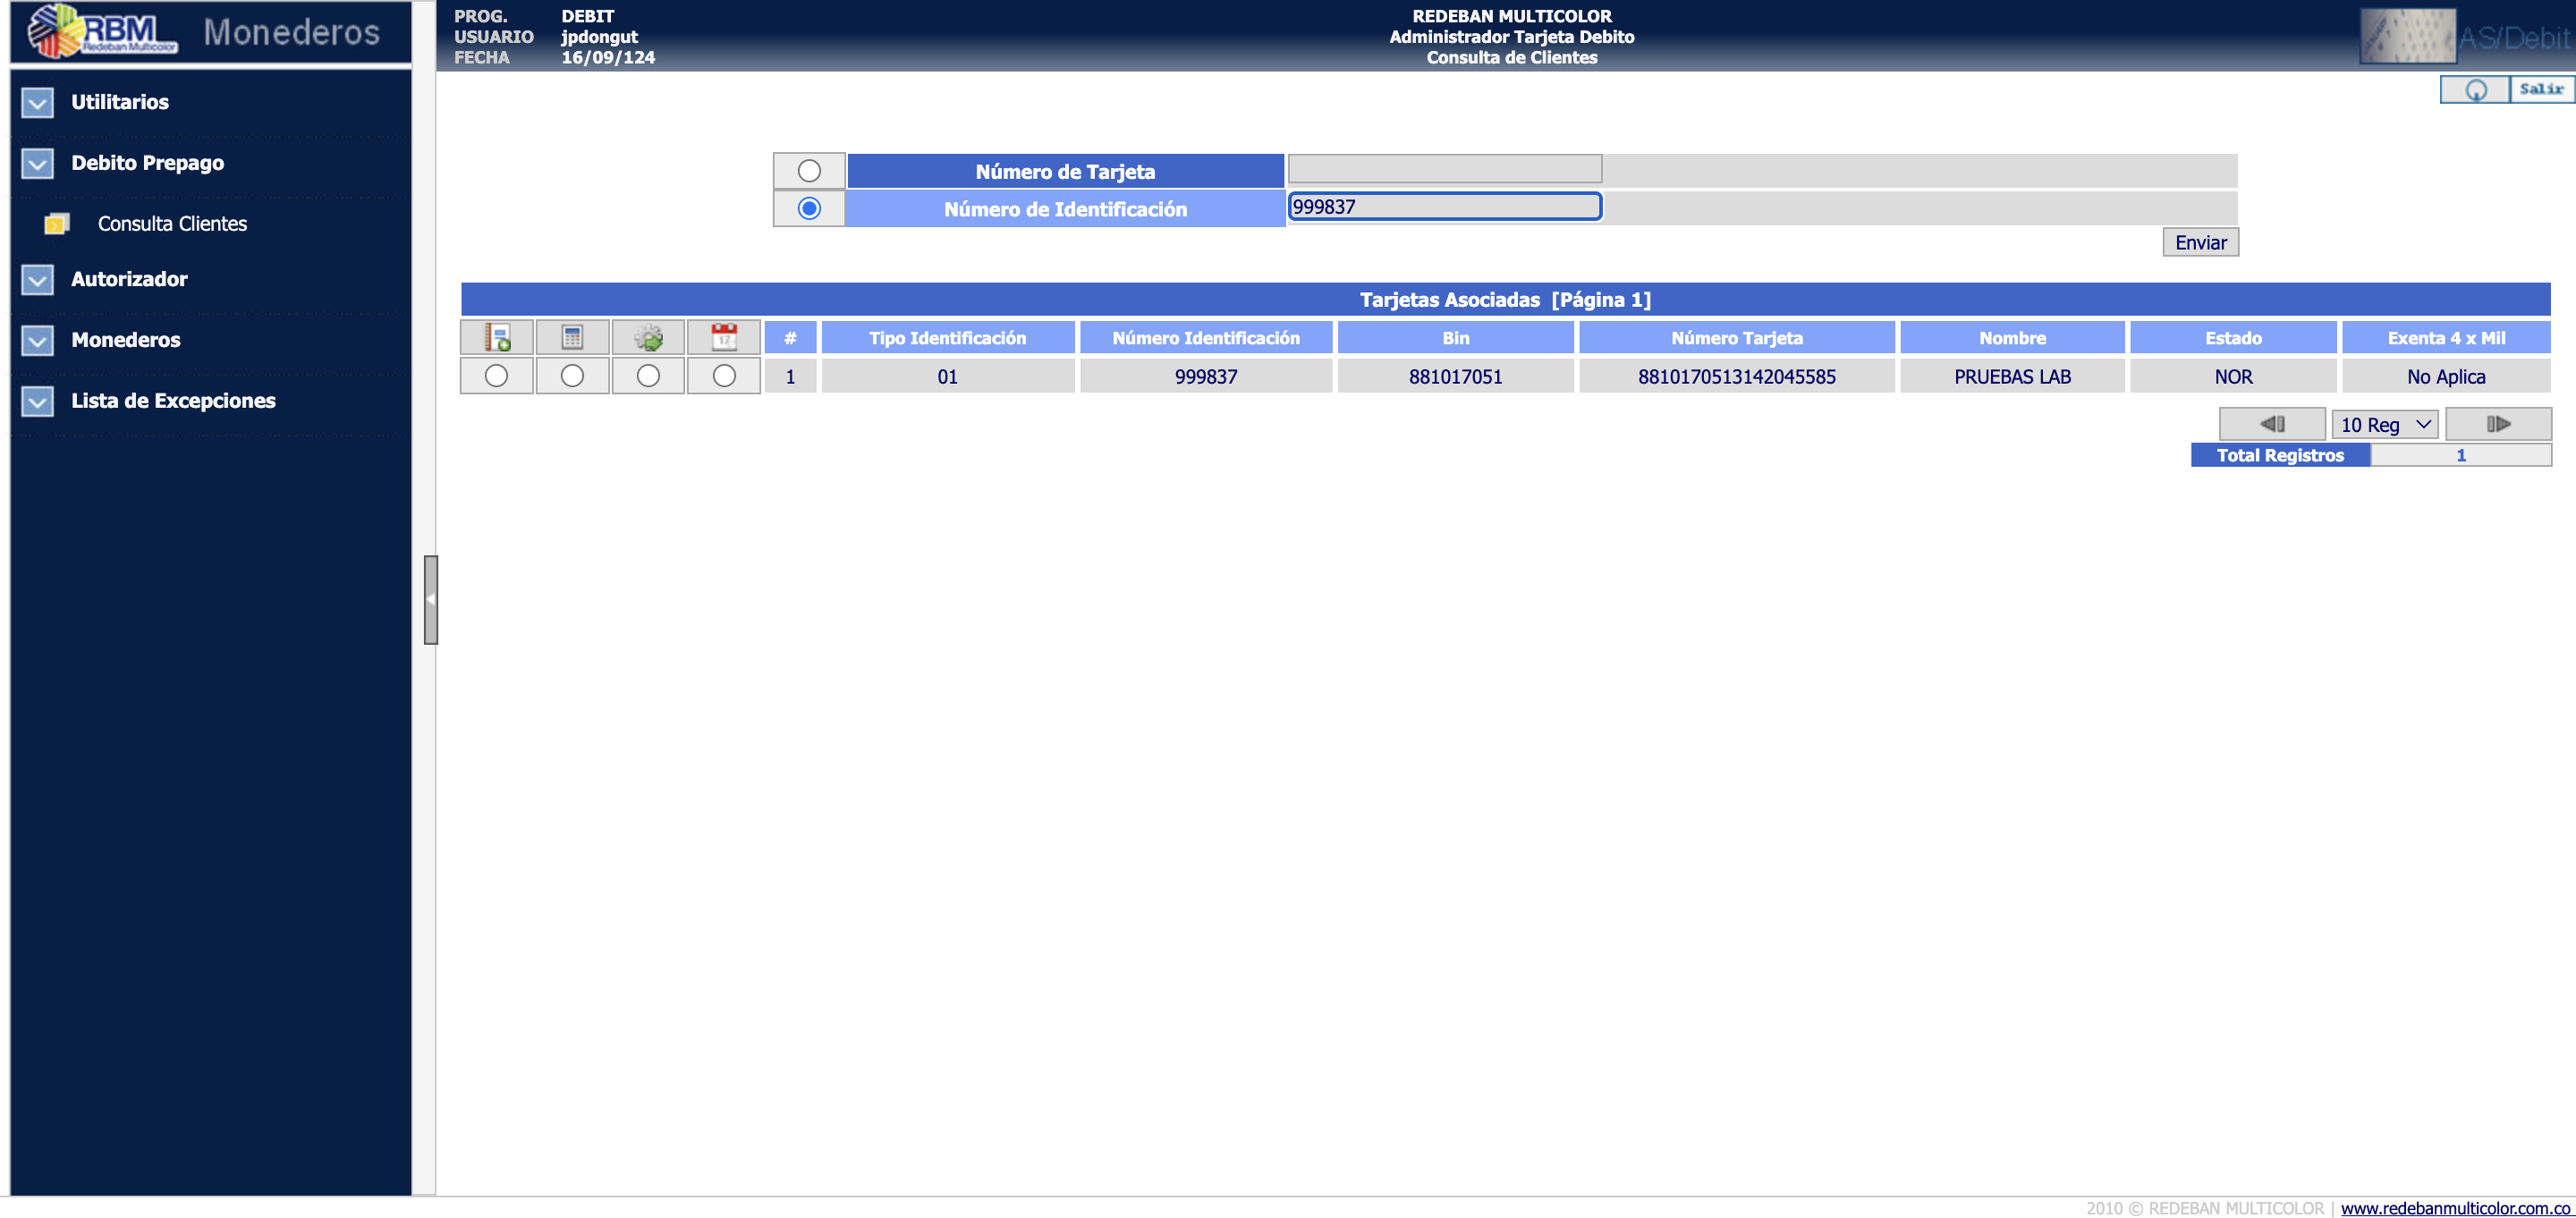 RBM
Redeban Multicolor
Monederos
Utilitarios
Debito Prepago
Consulta Clientes
Autorizador
Monederos
Lista de Excepciones
PROG. DEBIT
USUARIO jpdongut
FECHA 16/09/124
REDEBAN MULTICOLOR
Administrador Tarjeta Debito
Consulta de Clientes
AS/Debit
Salir
Número de Tarjeta
Número de Identificación 999837
Enviar
Tarjetas Asociadas [Página 1]
# Tipo Identificación Número Identificación Bin Número Tarjeta Nombre Estado Exenta 4 x Mil
1 01 999837 881017051 8810170513142045585 PRUEBAS LAB NOR No Aplica
10 Reg
Total Registros 1
2010 © REDEBAN MULTICOLOR | www.redebanmulticolor.com.co